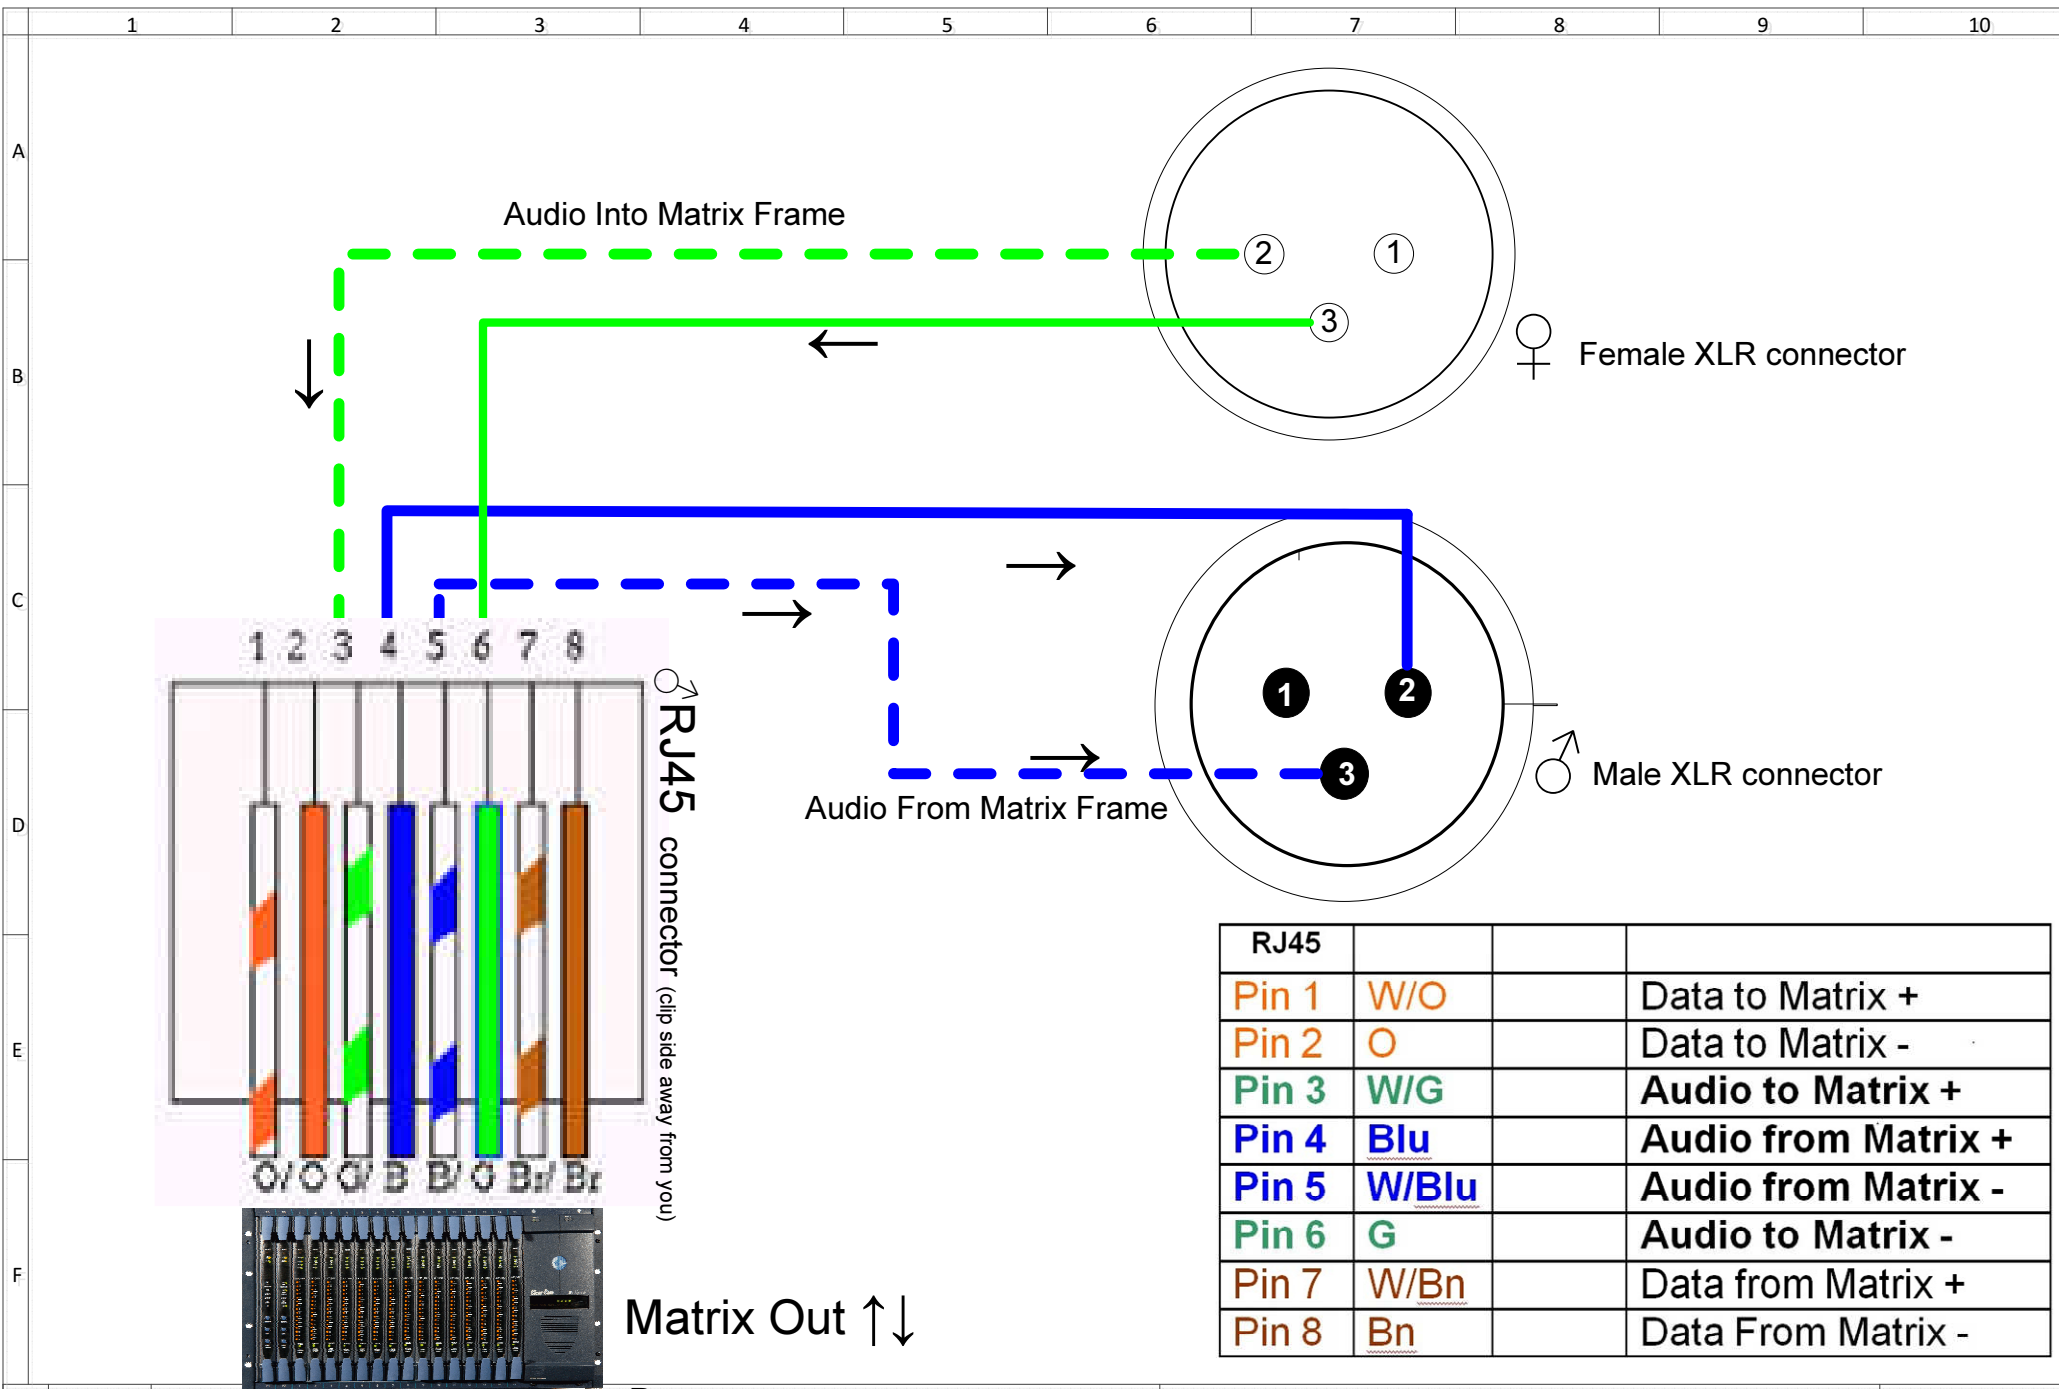 1 2 3 4 5 6 7 8 9 10
A
B
C
D
E
F
Audio Into Matrix Frame
2
1
3
Female XLR connector
1
2
3
Male XLR connector
Audio From Matrix Frame
1 2 3 4 5 6 7 8
RJ45 connector (clip side away from you)
O/ O G/ B B/ G Br/ Br
Matrix Out ↑↓
RJ45
Pin 1 W/O Data to Matrix +
Pin 2 O Data to Matrix -
Pin 3 W/G Audio to Matrix +
Pin 4 Blu Audio from Matrix +
Pin 5 W/Blu Audio from Matrix -
Pin 6 G Audio to Matrix -
Pin 7 W/Bn Data from Matrix +
Pin 8 Bn Data From Matrix -